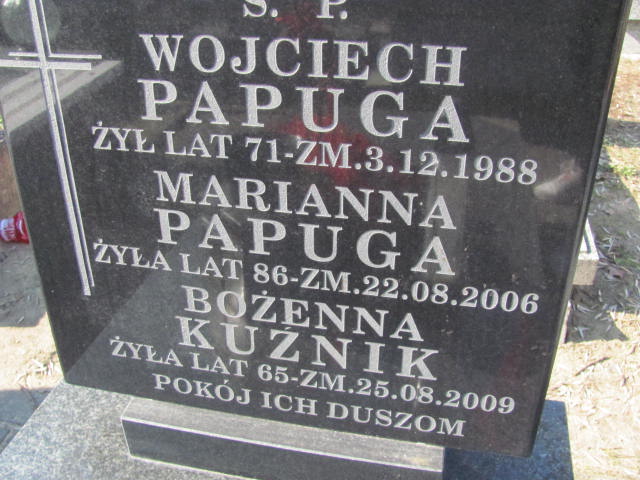 Ś. P.
WOJCIECH
PAPUGA
ŻYŁ LAT 71-ZM.3.12.1988
MARIANNA
PAPUGA
ŻYŁA LAT 86-ZM.22.08.2006
BOŻENNA
KUŹNIK
ŻYŁA LAT 65-ZM.25.08.2009
POKÓJ ICH DUSZOM